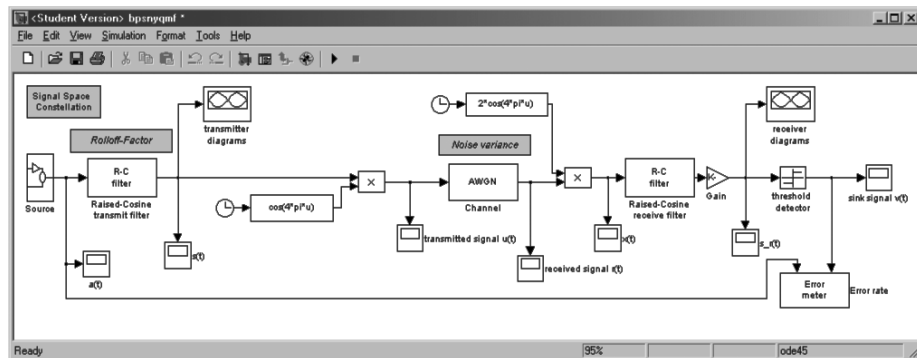 <Student Version> bpsnyqmf *
File Edit View Simulation Format Tools Help
Signal Space
Constellation
Rolloff-Factor
transmitter
diagrams
2*cos(4*pi*u)
Noise variance
receiver
diagrams
Source
R-C
filter
Raised-Cosine
transmit filter
cos(4*pi*u)
×
AWGN
Channel
×
R-C
filter
Raised-Cosine
receive filter
Gain
threshold
detector
sink signal v(t)
a(t)
s(t)
transmitted signal u(t)
received signal r(t)
x(t)
s_r(t)
Error
meter
Error rate
Ready 95% ode45